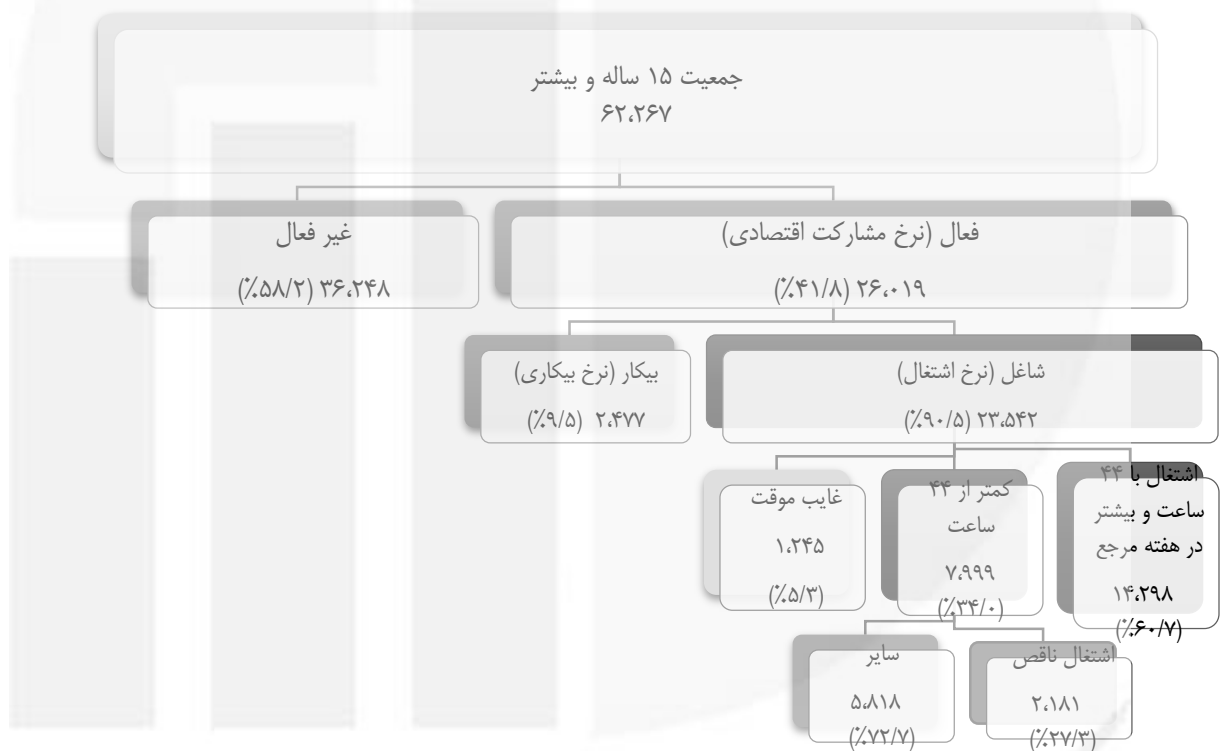 جمعیت ۱۵ ساله و بیشتر
۶۲،۲۶۷
فعال (نرخ مشارکت اقتصادی)
۲۶،۰۱۹ (٪۴۱/۸)
غیر فعال
۳۶،۲۴۸ (٪۵۸/۲)
شاغل (نرخ اشتغال)
۲۳،۵۴۲ (٪۹۰/۵)
بیکار (نرخ بیکاری)
۲،۴۷۷ (٪۹/۵)
اشتغال با ۴۴
ساعت و بیشتر
در هفته مرجع
۱۴،۲۹۸
(٪۶۰/۷)
کمتر از ۴۴
ساعت
۷،۹۹۹
(٪۳۴/۰)
غایب موقت
۱،۲۴۵
(٪۵/۳)
اشتغال ناقص
۲،۱۸۱
(٪۲۷/۳)
سایر
۵،۸۱۸
(٪۷۲/۷)